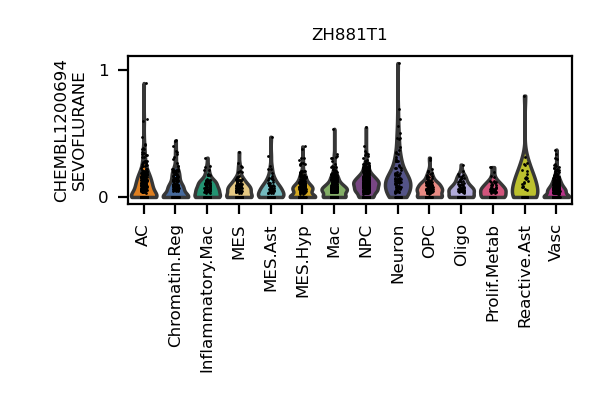 ZH881T1
CHEMBL1200694
SEVOFLURANE
1
0
AC
Chromatin.Reg
Inflammatory.Mac
MES
MES.Ast
MES.Hyp
Mac
NPC
Neuron
OPC
Oligo
Prolif.Metab
Reactive.Ast
Vasc